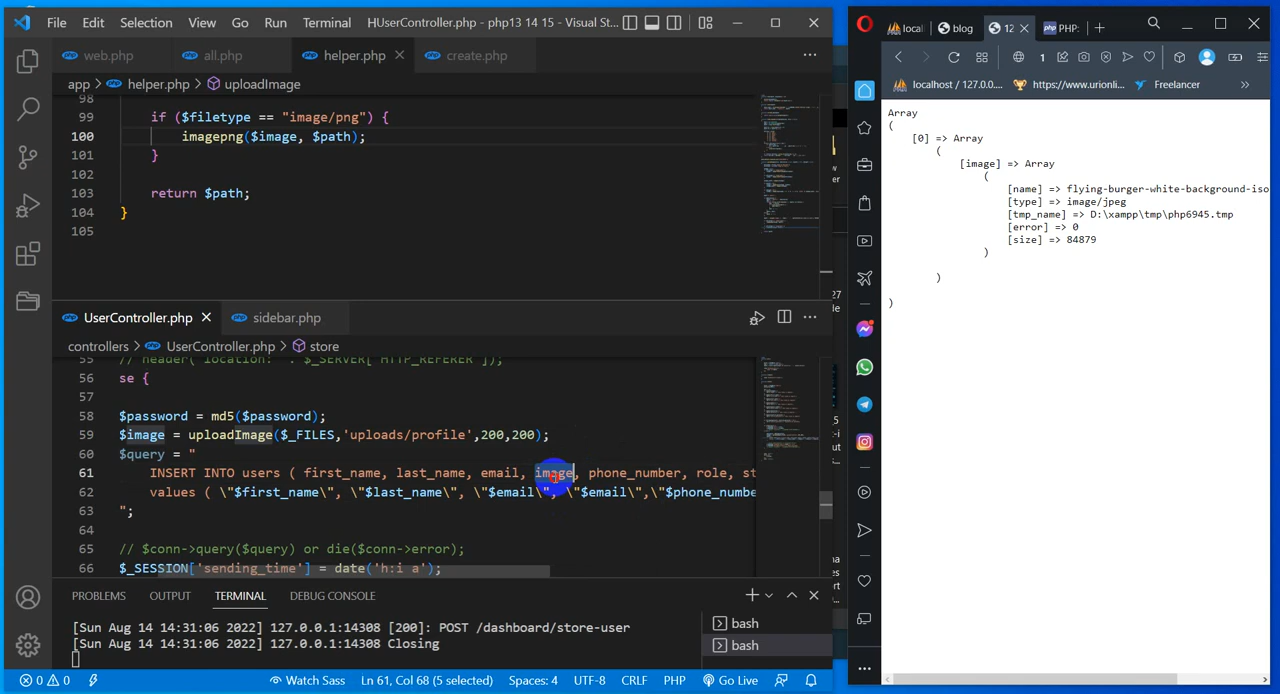 File Edit Selection View Go Run Terminal HUserController.php - php13 14 15 - Visual St...
web.php all.php helper.php create.php
app > helper.php > uploadImage
98
99 if ($filetype == "image/png") {
100 imagepng($image, $path);
101 }
102
103 return $path;
104 }
105
UserController.php sidebar.php
controllers > UserController.php > store
55 // header('location: ' . $_SERVER['HTTP_REFERER']);
56 se {
57
58 $password = md5($password);
59 $image = uploadImage($_FILES,'uploads/profile',200,200);
60 $query = "
61 INSERT INTO users ( first_name, last_name, email, image, phone_number, role, st
62 values ( \"$first_name\", \"$last_name\", \"$email\", \"$email\",\"$phone_numbe
63 ";
64
65 // $conn->query($query) or die($conn->error);
66 $_SESSION['sending_time'] = date('h:i a');
PROBLEMS OUTPUT TERMINAL DEBUG CONSOLE
[Sun Aug 14 14:31:06 2022] 127.0.0.1:14308 [200]: POST /dashboard/store-user
[Sun Aug 14 14:31:06 2022] 127.0.0.1:14308 Closing
bash
bash
0 0 Watch Sass Ln 61, Col 68 (5 selected) Spaces: 4 UTF-8 CRLF PHP Go Live
local blog 12 PHP:
1
localhost / 127.0.0.... https://www.urionli... Freelancer
Array
(
[0] => Array
(
[image] => Array
(
[name] => flying-burger-white-background-iso
[type] => image/jpeg
[tmp_name] => D:\xampp\tmp\php6945.tmp
[error] => 0
[size] => 84879
)
)
)